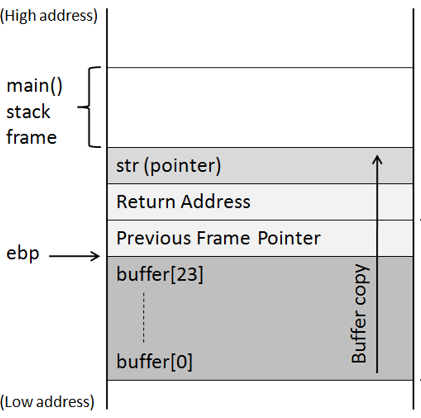 (High address)
main()
stack
frame
str (pointer)
Return Address
Previous Frame Pointer
ebp
buffer[23]
Buffer copy
buffer[0]
(Low address)